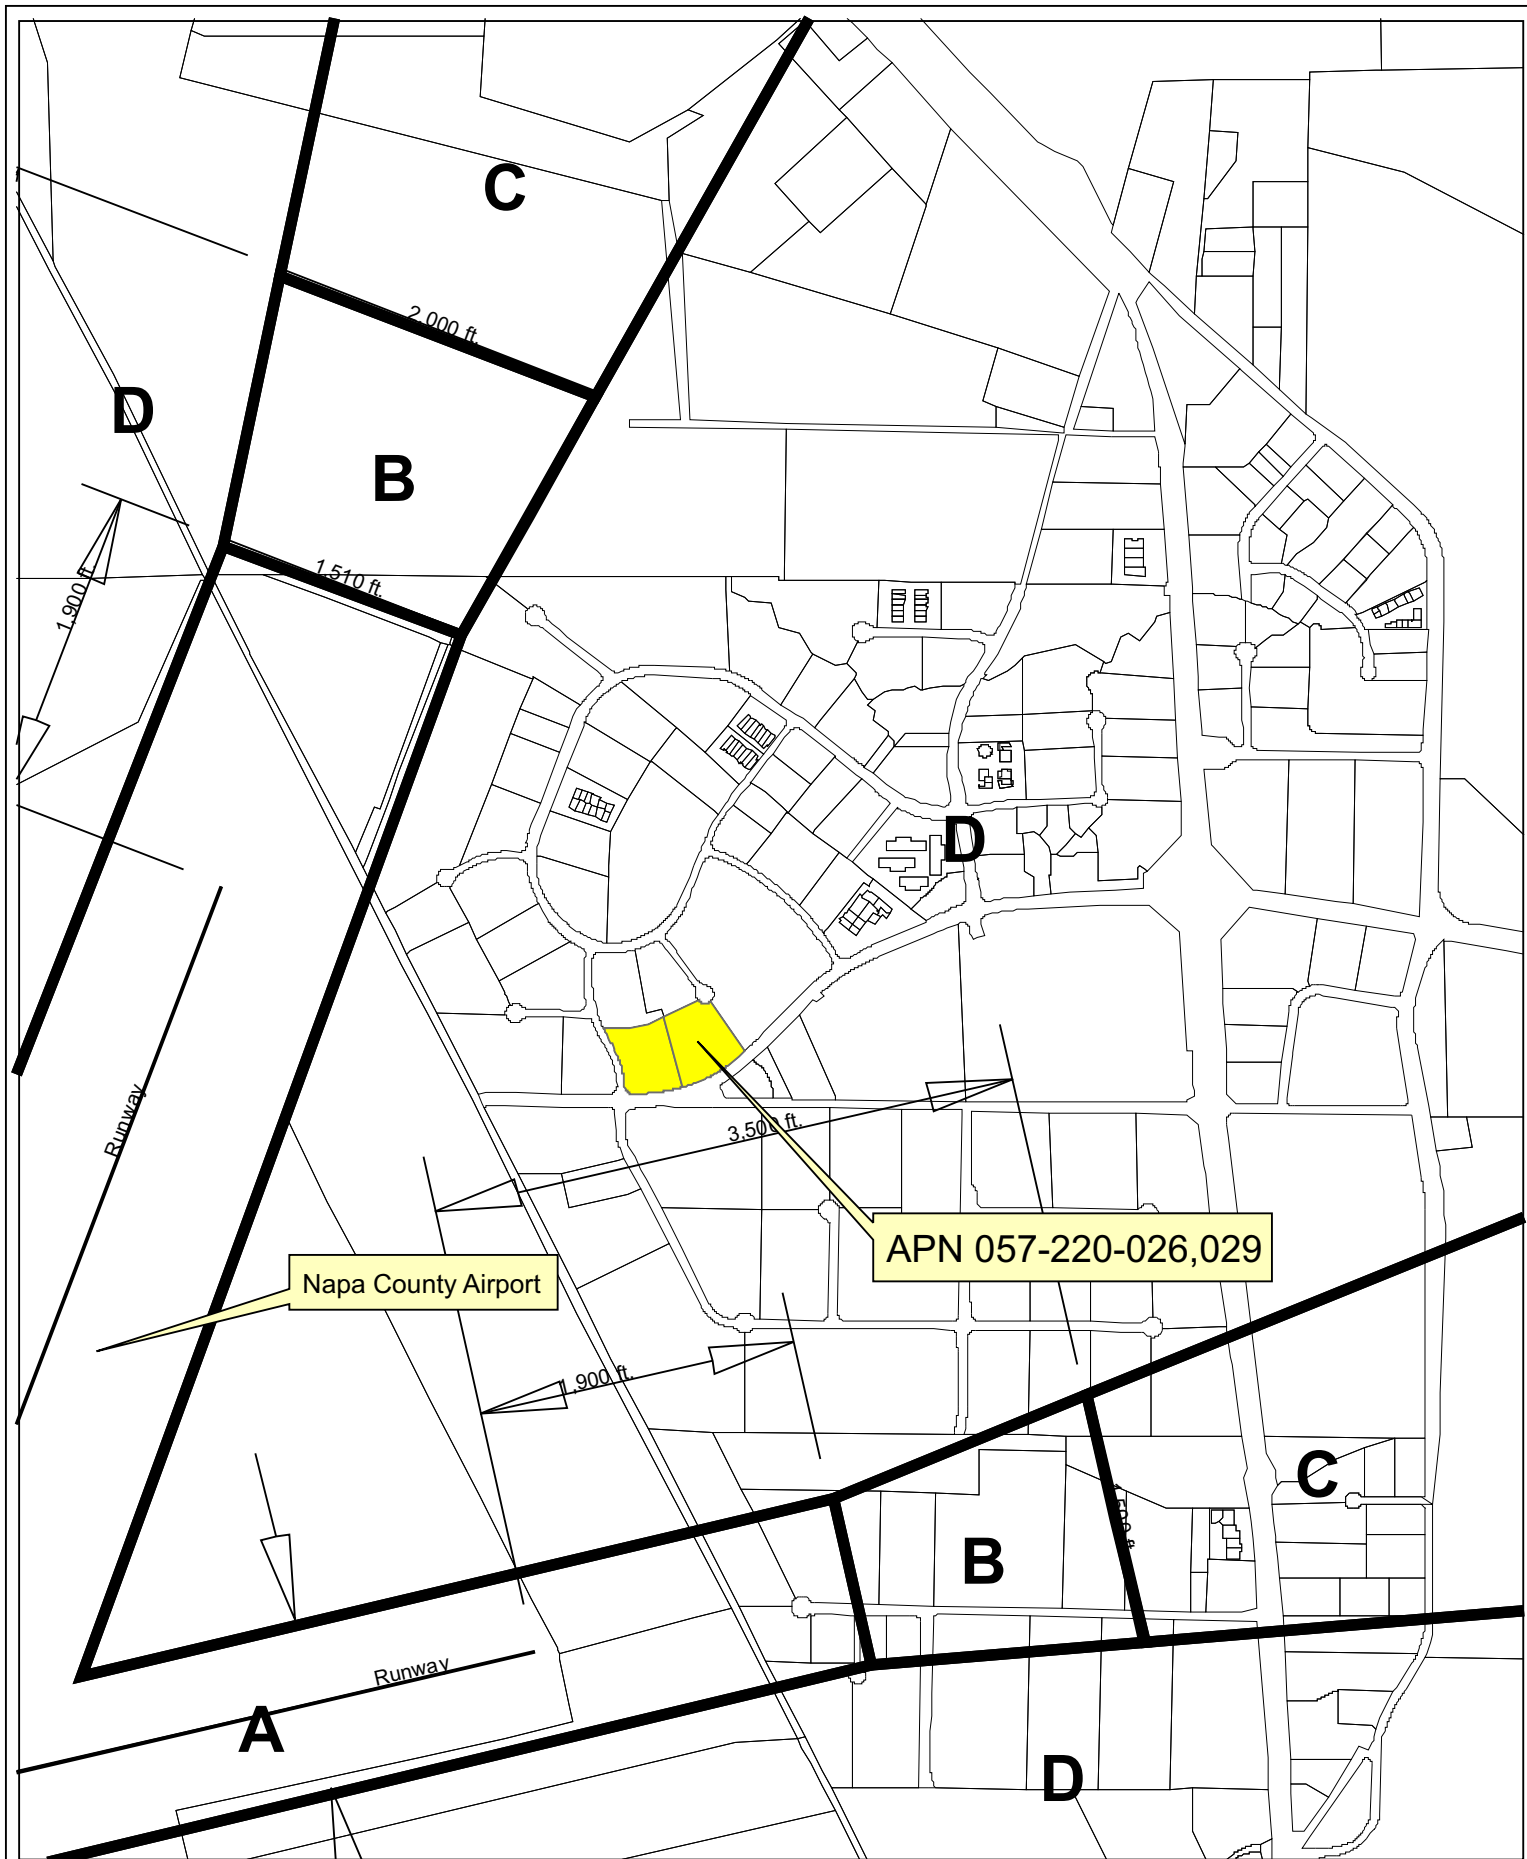 C
2,000 ft.
D
B
1,510 ft.
1,900 ft.
D
Runway
3,500 ft.
APN 057-220-026,029
Napa County Airport
1,900 ft.
C
B
Runway
A
D